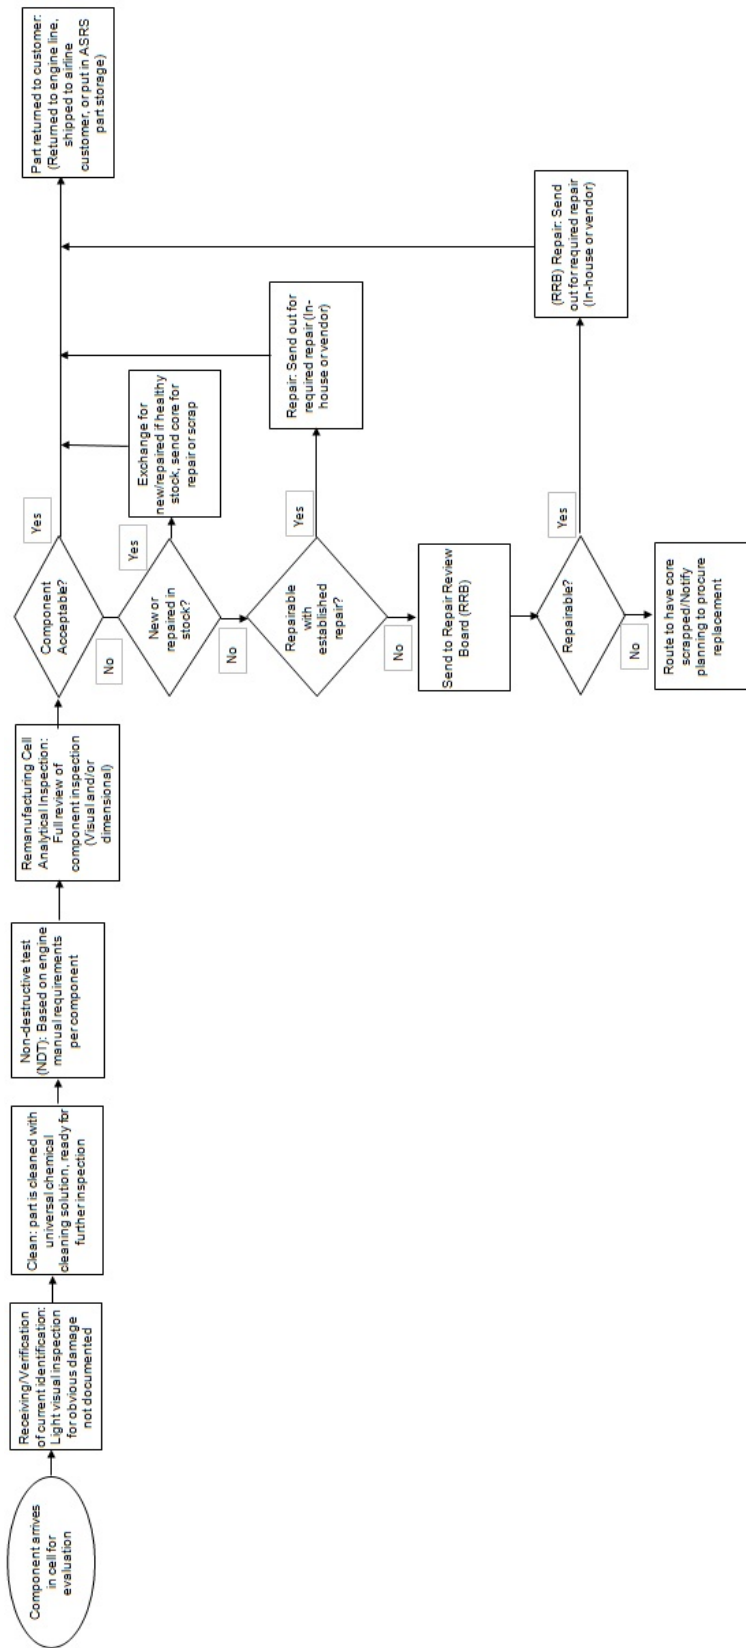 Component arrives
in cell for
evaluation
Receiving/Verification
of current identification:
Light visual inspection
for obvious damage
not documented
Clean: part is cleaned with
universal chemical
cleaning solution, ready for
further inspection
Non-destructive test
(NDT): Based on engine
manual requirements
per component
Remanufacturing Cell
Analytical Inspection:
Full review of
component inspection
(Visual and/or
dimensional)
Component
Acceptable?
Yes
Part returned to customer:
(Returned to engine line,
shipped to airline
customer, or put in ASRS
part storage)
No
New or
repaired in
stock?
Yes
Exchange for
new/repaired if healthy
stock, send core for
repair or scrap
No
Repairable
with
established
repair?
Yes
Repair: Send out for
required repair (In-
house or vendor)
No
Send to Repair Review
Board (RRB)
Repairable?
Yes
(RRB) Repair: Send
out for required repair
(In-house or vendor)
No
Route to have core
scrapped/Notify
planning to procure
replacement